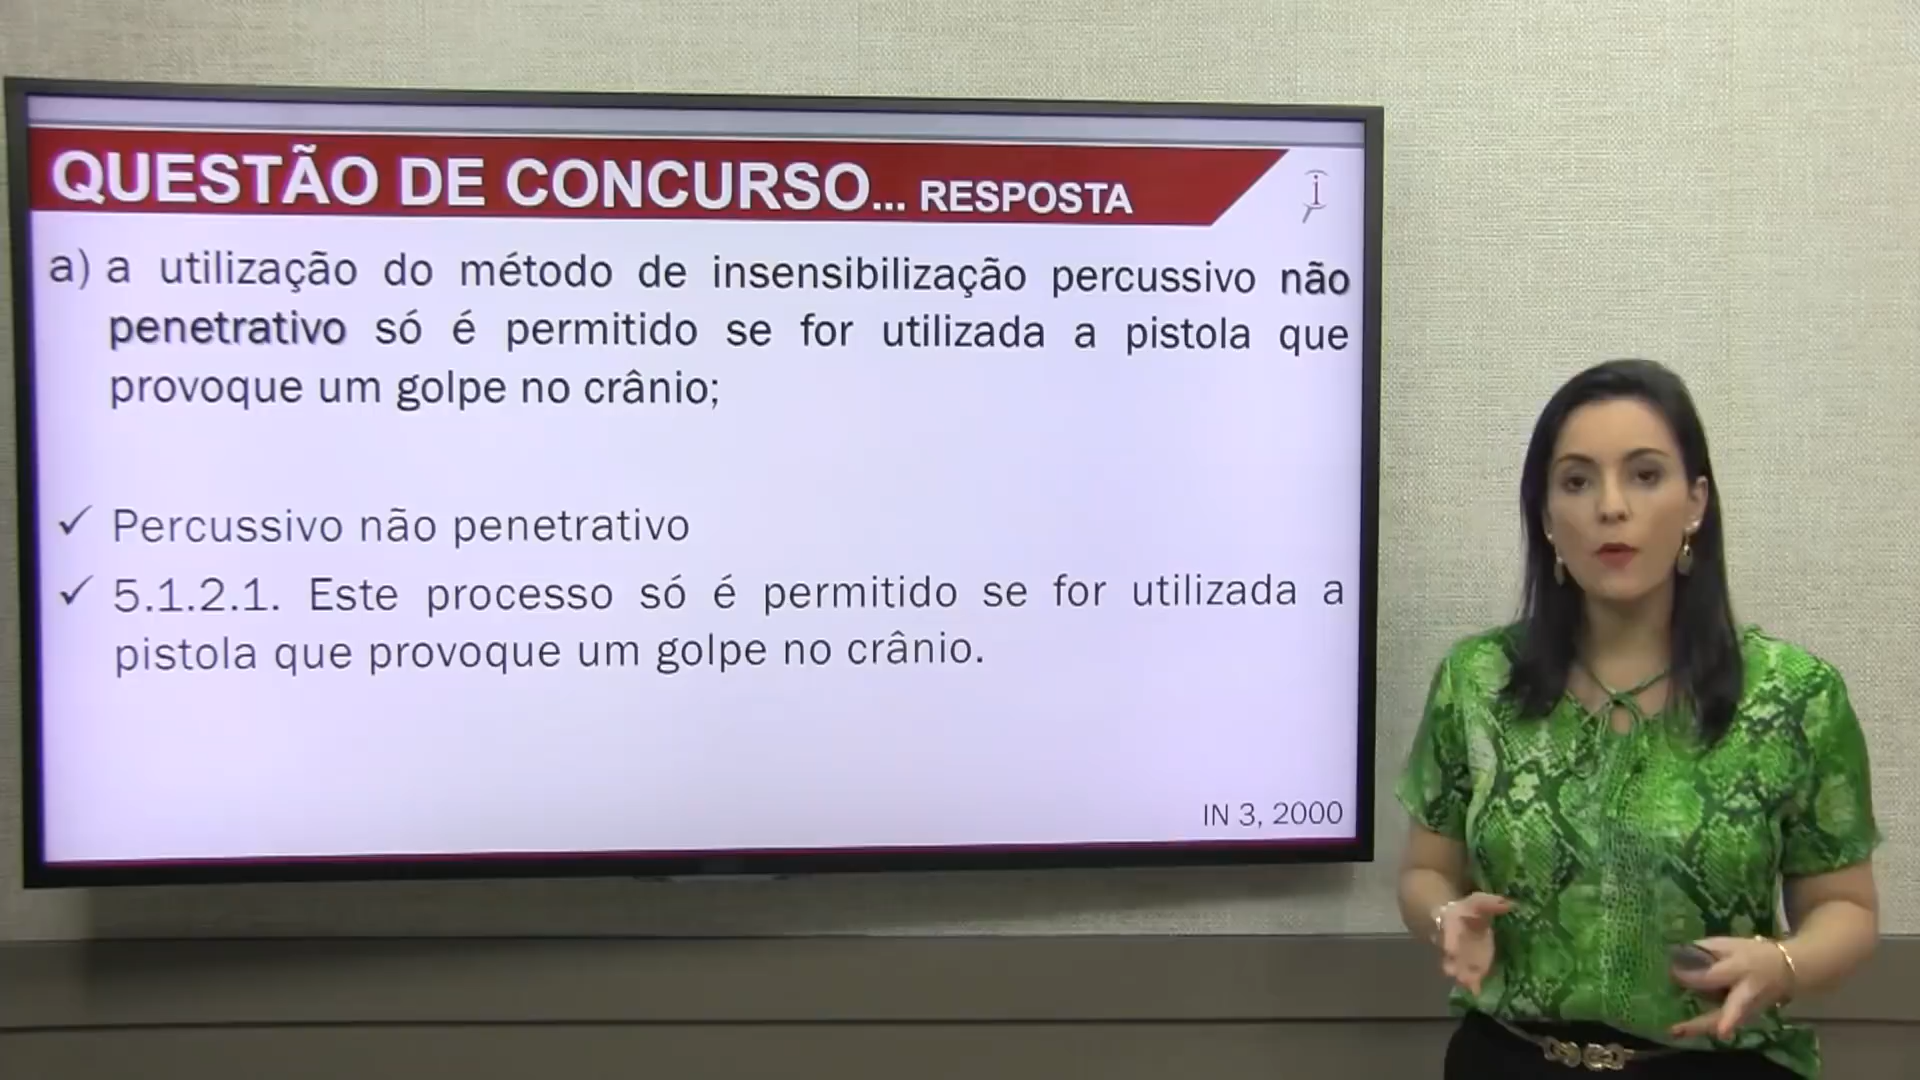 QUESTÃO DE CONCURSO... RESPOSTA
a) a utilização do método de insensibilização percussivo não
penetrativo só é permitido se for utilizada a pistola que
provoque um golpe no crânio;
✓ Percussivo não penetrativo
✓ 5.1.2.1. Este processo só é permitido se for utilizada a
pistola que provoque um golpe no crânio.
IN 3, 2000